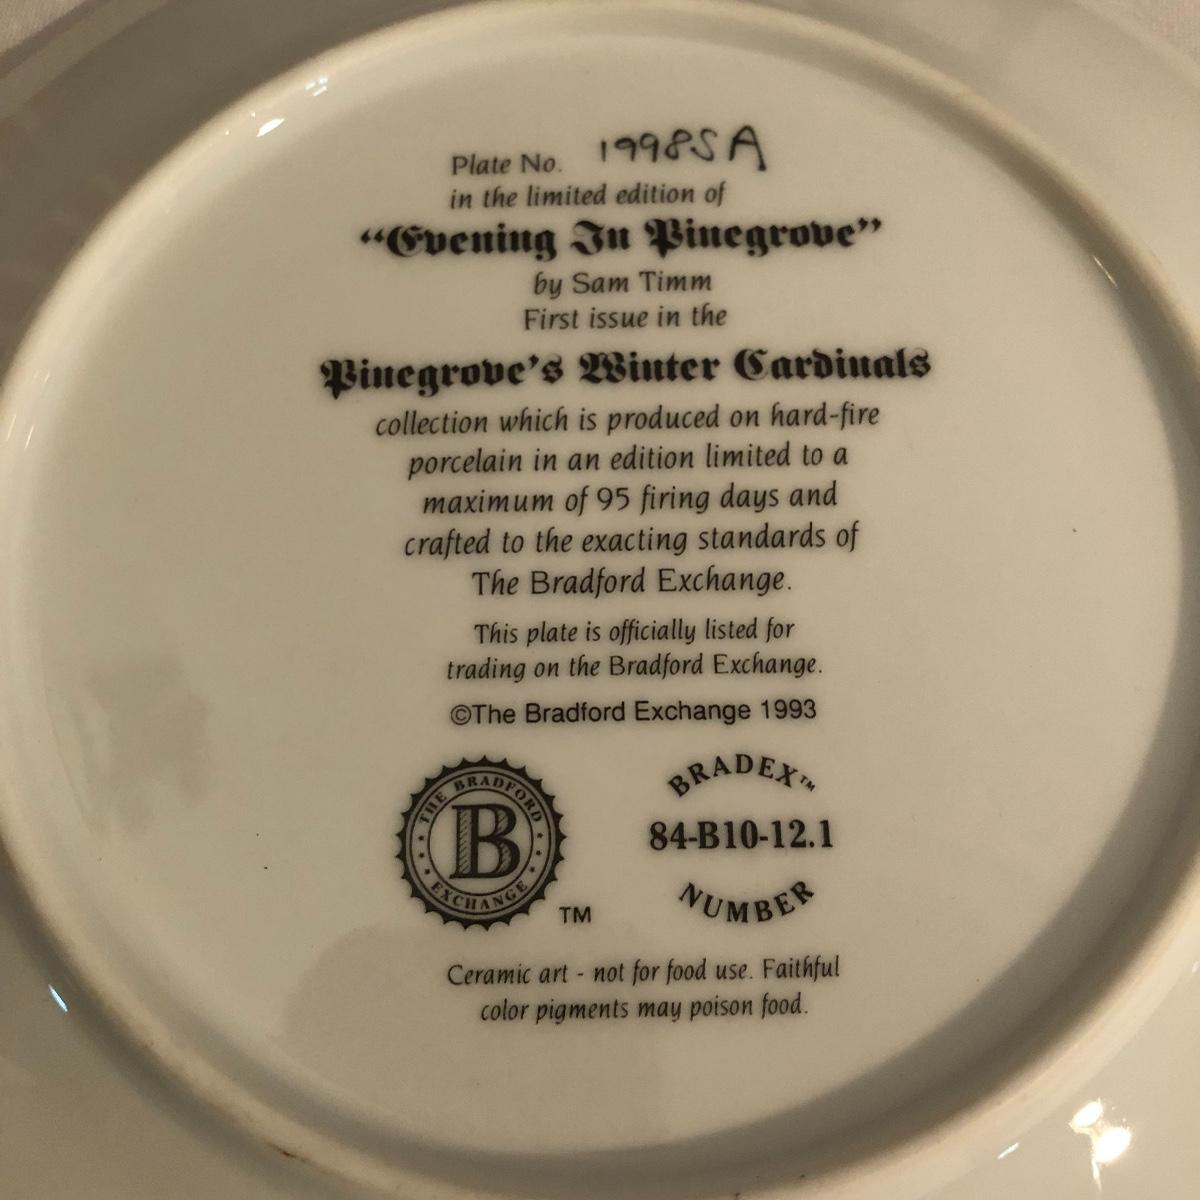 Plate No. 1998SA
in the limited edition of
“Evening In Pinegrove”
by Sam Timm
First issue in the
Pinegrove’s Winter Cardinals
collection which is produced on hard-fire
porcelain in an edition limited to a
maximum of 95 firing days and
crafted to the exacting standards of
The Bradford Exchange.
This plate is officially listed for
trading on the Bradford Exchange.
©The Bradford Exchange 1993
THE BRADFORD
B
EXCHANGE
TM
BRADEX™
84-B10-12.1
NUMBER
Ceramic art - not for food use. Faithful
color pigments may poison food.